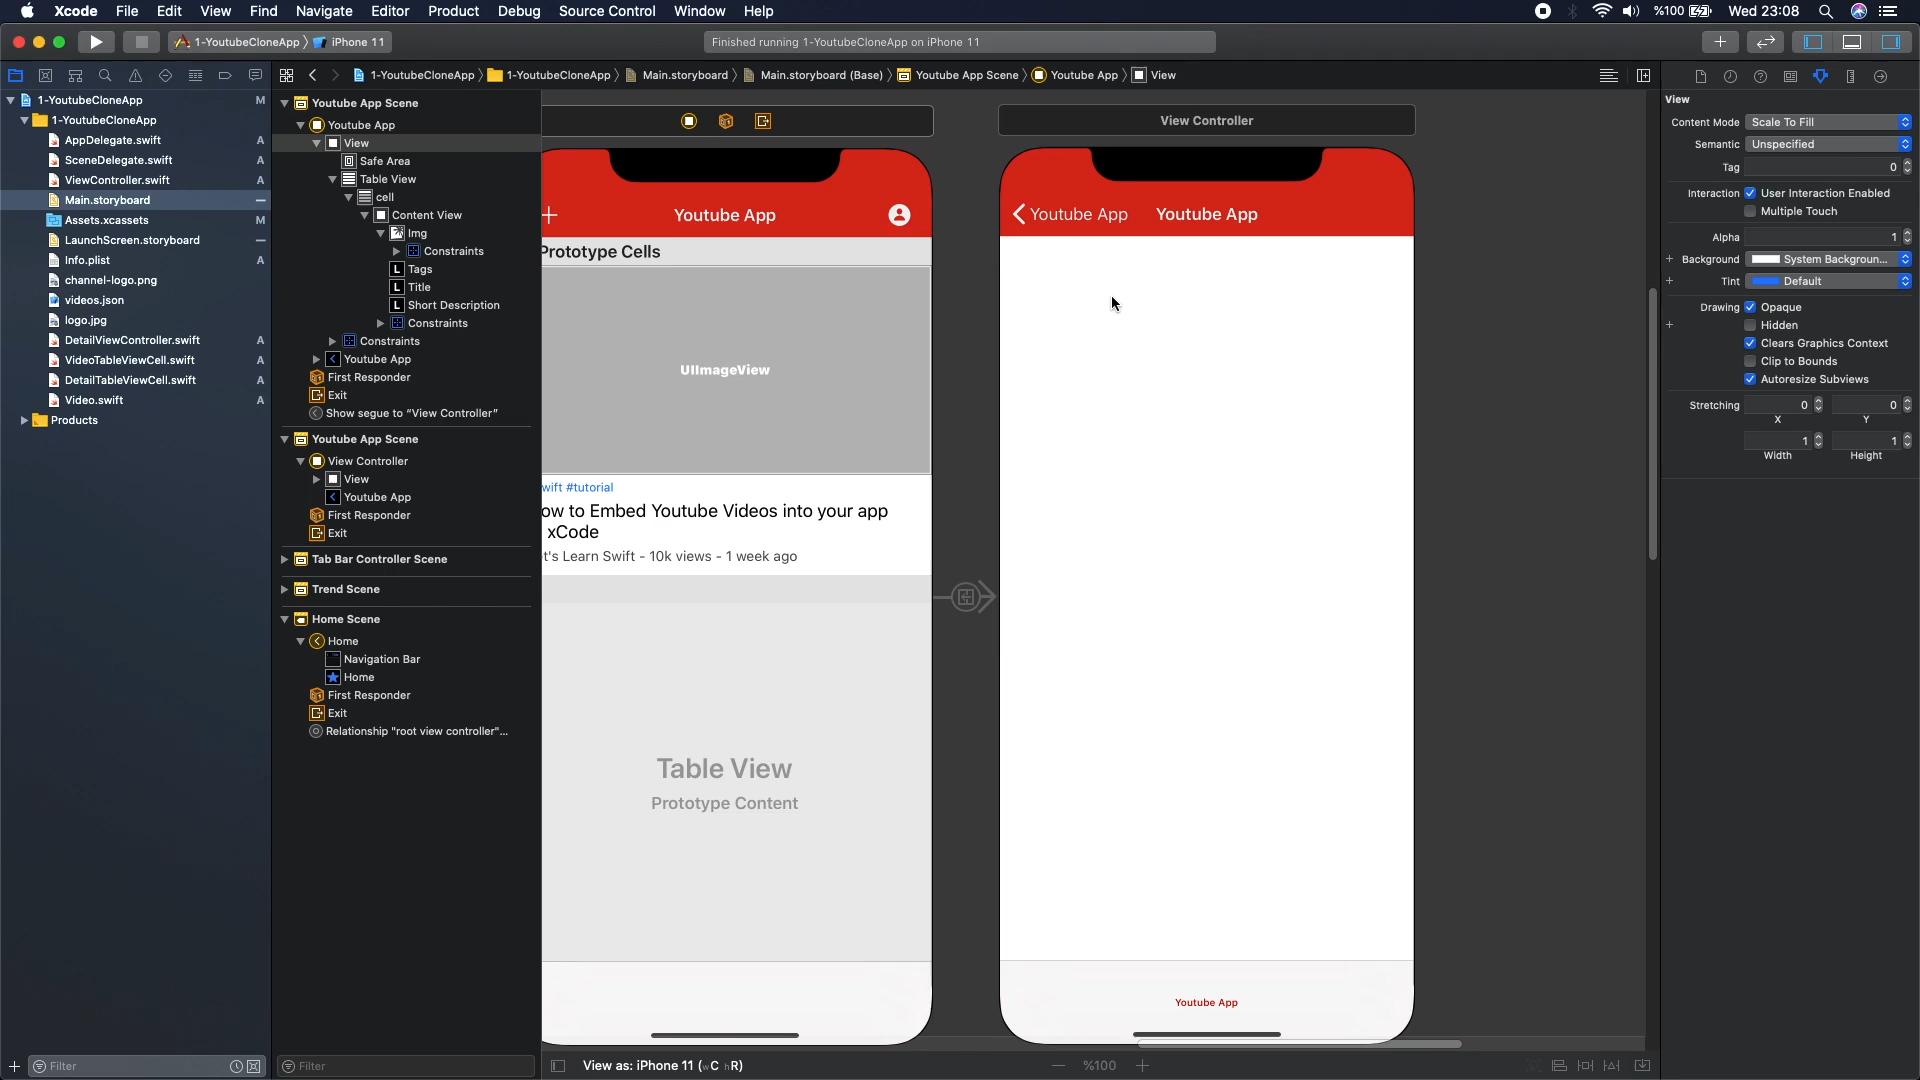 Xcode File Edit View Find Navigate Editor Product Debug Source Control Window Help %100 Wed 23:08
1-YoutubeCloneApp iPhone 11
Finished running 1-YoutubeCloneApp on iPhone 11
1-YoutubeCloneApp 1-YoutubeCloneApp Main.storyboard Main.storyboard (Base) Youtube App Scene Youtube App View
1-YoutubeCloneApp M
1-YoutubeCloneApp
AppDelegate.swift A
SceneDelegate.swift A
ViewController.swift A
Main.storyboard
Assets.xcassets M
LaunchScreen.storyboard
Info.plist A
channel-logo.png
videos.json
logo.jpg
DetailViewController.swift A
VideoTableViewCell.swift A
DetailTableViewCell.swift A
Video.swift A
Products
Filter
Youtube App Scene
Youtube App
View
Safe Area
Table View
cell
Content View
Img
Constraints
L Tags
L Title
L Short Description
Constraints
Constraints
Youtube App
First Responder
Exit
Show segue to "View Controller"
Youtube App Scene
View Controller
View
Youtube App
First Responder
Exit
Tab Bar Controller Scene
Trend Scene
Home Scene
Home
Navigation Bar
Home
First Responder
Exit
Relationship "root view controller"...
Filter
Youtube App
Prototype Cells
UIImageView
wift #tutorial
ow to Embed Youtube Videos into your app
xCode
t's Learn Swift - 10k views - 1 week ago
Table View
Prototype Content
View Controller
Youtube App Youtube App
Youtube App
View as: iPhone 11 (wC hR)
%100
View
Content Mode Scale To Fill
Semantic Unspecified
Tag 0
Interaction User Interaction Enabled
Multiple Touch
Alpha 1
Background System Backgroun...
Tint Default
Drawing Opaque
Hidden
Clears Graphics Context
Clip to Bounds
Autoresize Subviews
Stretching 0 0
X Y
1 1
Width Height